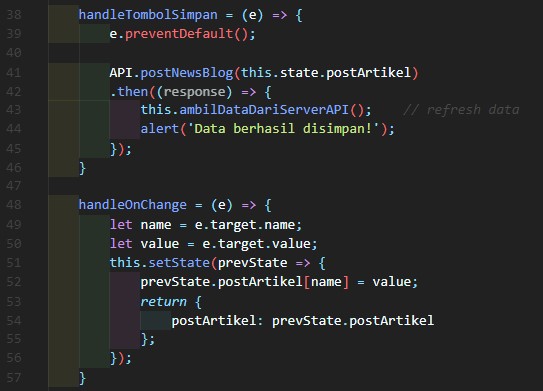 38 handleTombolSimpan = (e) => {
39 e.preventDefault();
40
41 API.postNewsBlog(this.state.postArtikel)
42 .then((response) => {
43 this.ambilDataDariServerAPI(); // refresh data
44 alert('Data berhasil disimpan!');
45 });
46 }
47
48 handleOnChange = (e) => {
49 let name = e.target.name;
50 let value = e.target.value;
51 this.setState(prevState => {
52 prevState.postArtikel[name] = value;
53 return {
54 postArtikel: prevState.postArtikel
55 };
56 });
57 }